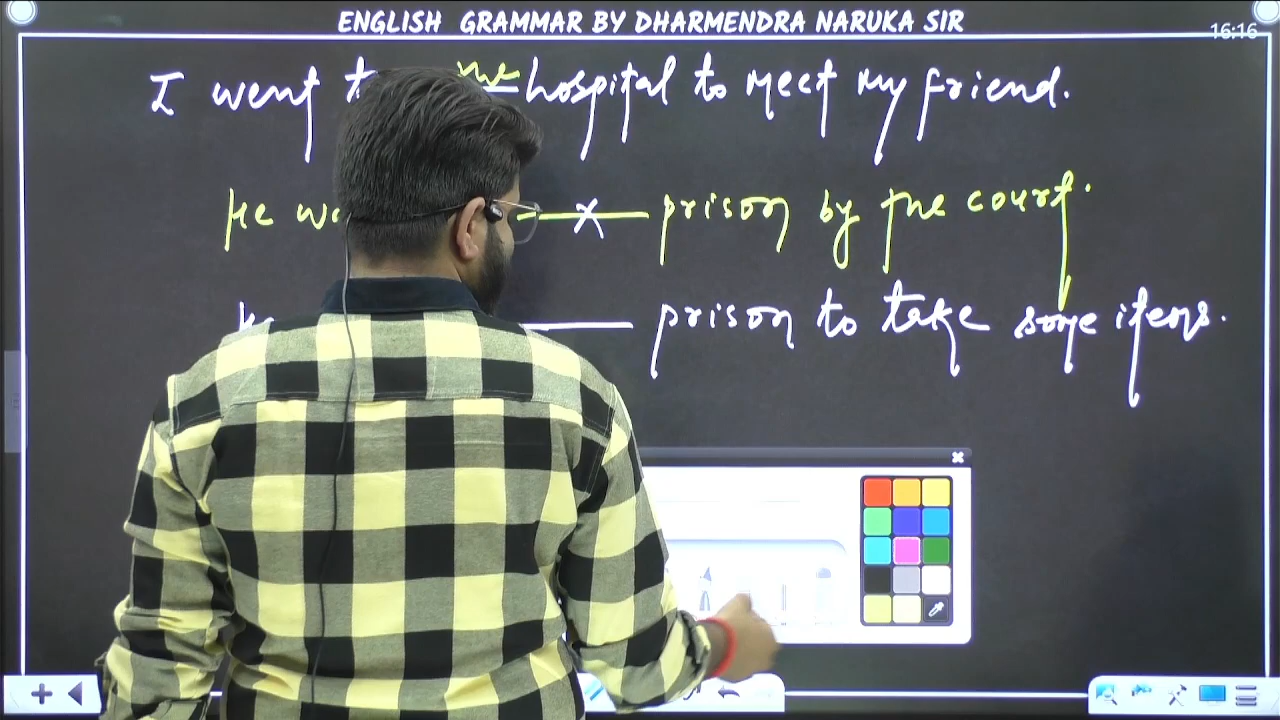 ENGLISH GRAMMAR BY DHARMENDRA NARUKA SIR
16:16
I went the hospital to meet my friend.
He x prison by the court.
prison to take some items.